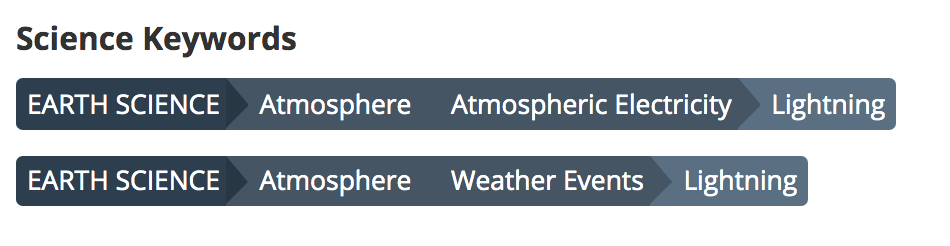 Science Keywords
EARTH SCIENCE Atmosphere Atmospheric Electricity Lightning
EARTH SCIENCE Atmosphere Weather Events Lightning